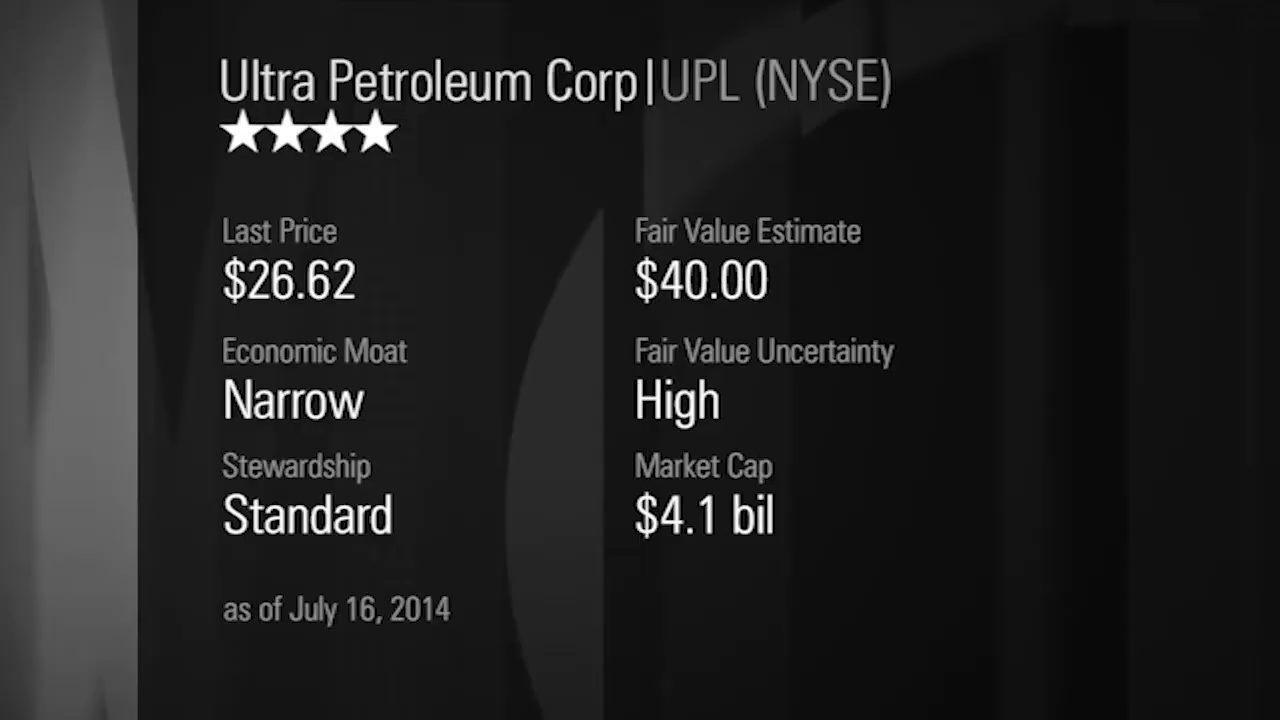 Ultra Petroleum Corp|UPL (NYSE)
★★★★
Last Price
$26.62
Fair Value Estimate
$40.00
Economic Moat
Narrow
Fair Value Uncertainty
High
Stewardship
Standard
Market Cap
$4.1 bil
as of July 16, 2014